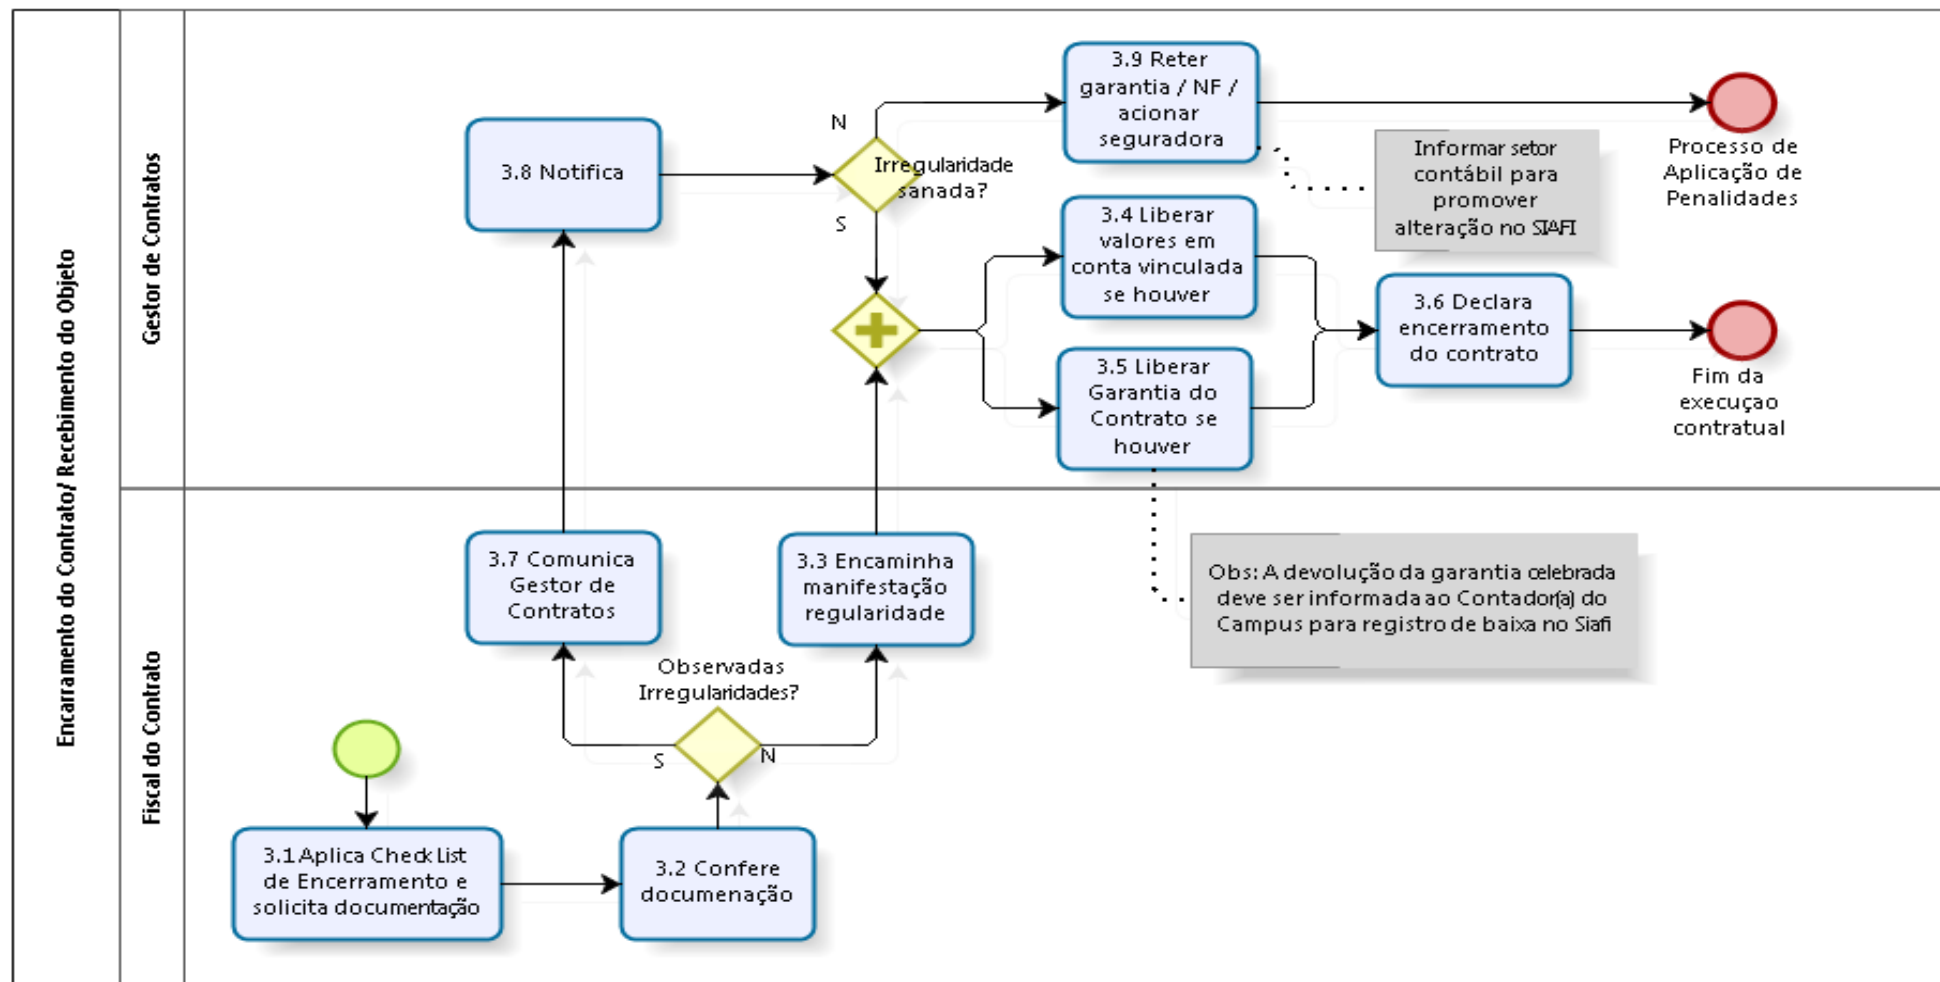 Encarramento do Contrato/ Recebimento do Objeto
Gestor de Contratos
3.9 Reter
garantia / NF /
acionar
seguradora
N
3.8 Notifica
Irregularidade
sanada?
S
Informar setor
contábil para
promover
alteração no SIAFI
Processo de
Aplicação de
Penalidades
3.4 Liberar
valores em
conta vinculada
se houver
3.6 Declara
encerramento
do contrato
3.5 Liberar
Garantia do
Contrato se
houver
Fim da
execuçao
contratual
Fiscal do Contrato
3.7 Comunica
Gestor de
Contratos
3.3 Encaminha
manifestação
regularidade
Obs: A devolução da garantia celebrada
deve ser informada ao Contador(a) do
Campus para registro de baixa no Siafi
Observadas
Irregularidades?
S
N
3.1 Aplica Check List
de Encerramento e
solicita documentação
3.2 Confere
documenação